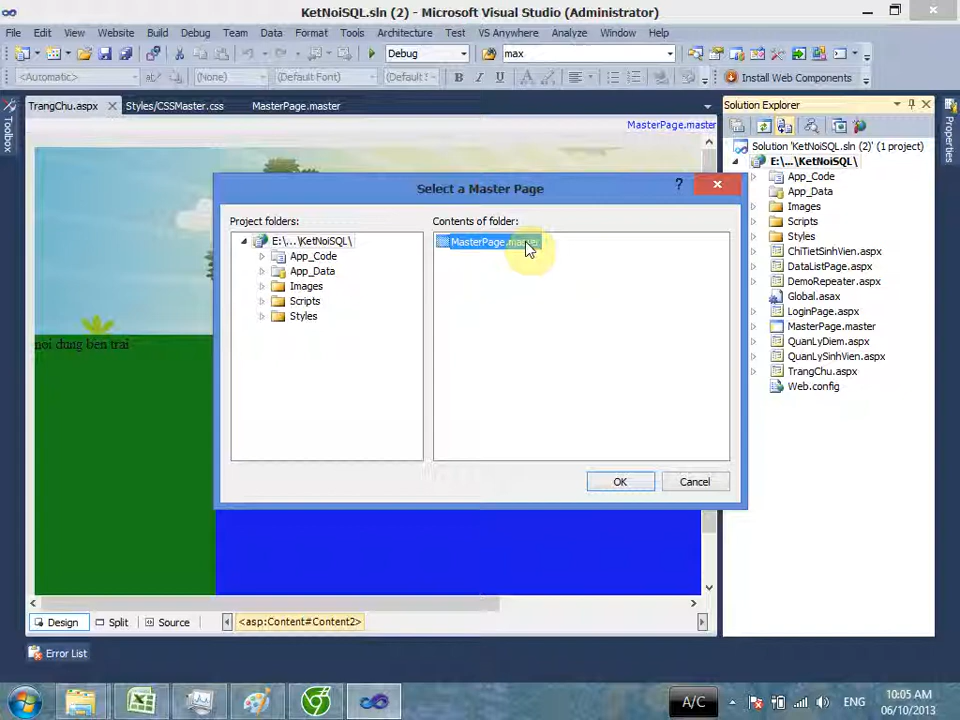 KetNoiSQL.sln (2) - Microsoft Visual Studio (Administrator)
File Edit View Website Build Debug Team Data Format Tools Architecture Test VS Anywhere Analyze Window Help
Debug max
<Automatic> (None) (Default Font) (Default B I U A Install Web Components
TrangChu.aspx Styles/CSSMaster.css MasterPage.master
Solution Explorer
Toolbox
Properties
MasterPage.master
Solution 'KetNoiSQL.sln (2)' (1 project)
E:\...\KetNoiSQL\
App_Code
App_Data
Images
Scripts
Styles
ChiTietSinhVien.aspx
DataListPage.aspx
DemoRepeater.aspx
Global.asax
LoginPage.aspx
MasterPage.master
QuanLyDiem.aspx
QuanLySinhVien.aspx
TrangChu.aspx
Web.config
Select a Master Page
?
Project folders:
E:\...\KetNoiSQL\
App_Code
App_Data
Images
Scripts
Styles
Contents of folder:
MasterPage.master
OK Cancel
noi dung ben trai
Design Split Source <asp:Content#Content2>
Error List
A/C ENG
10:05 AM
06/10/2013